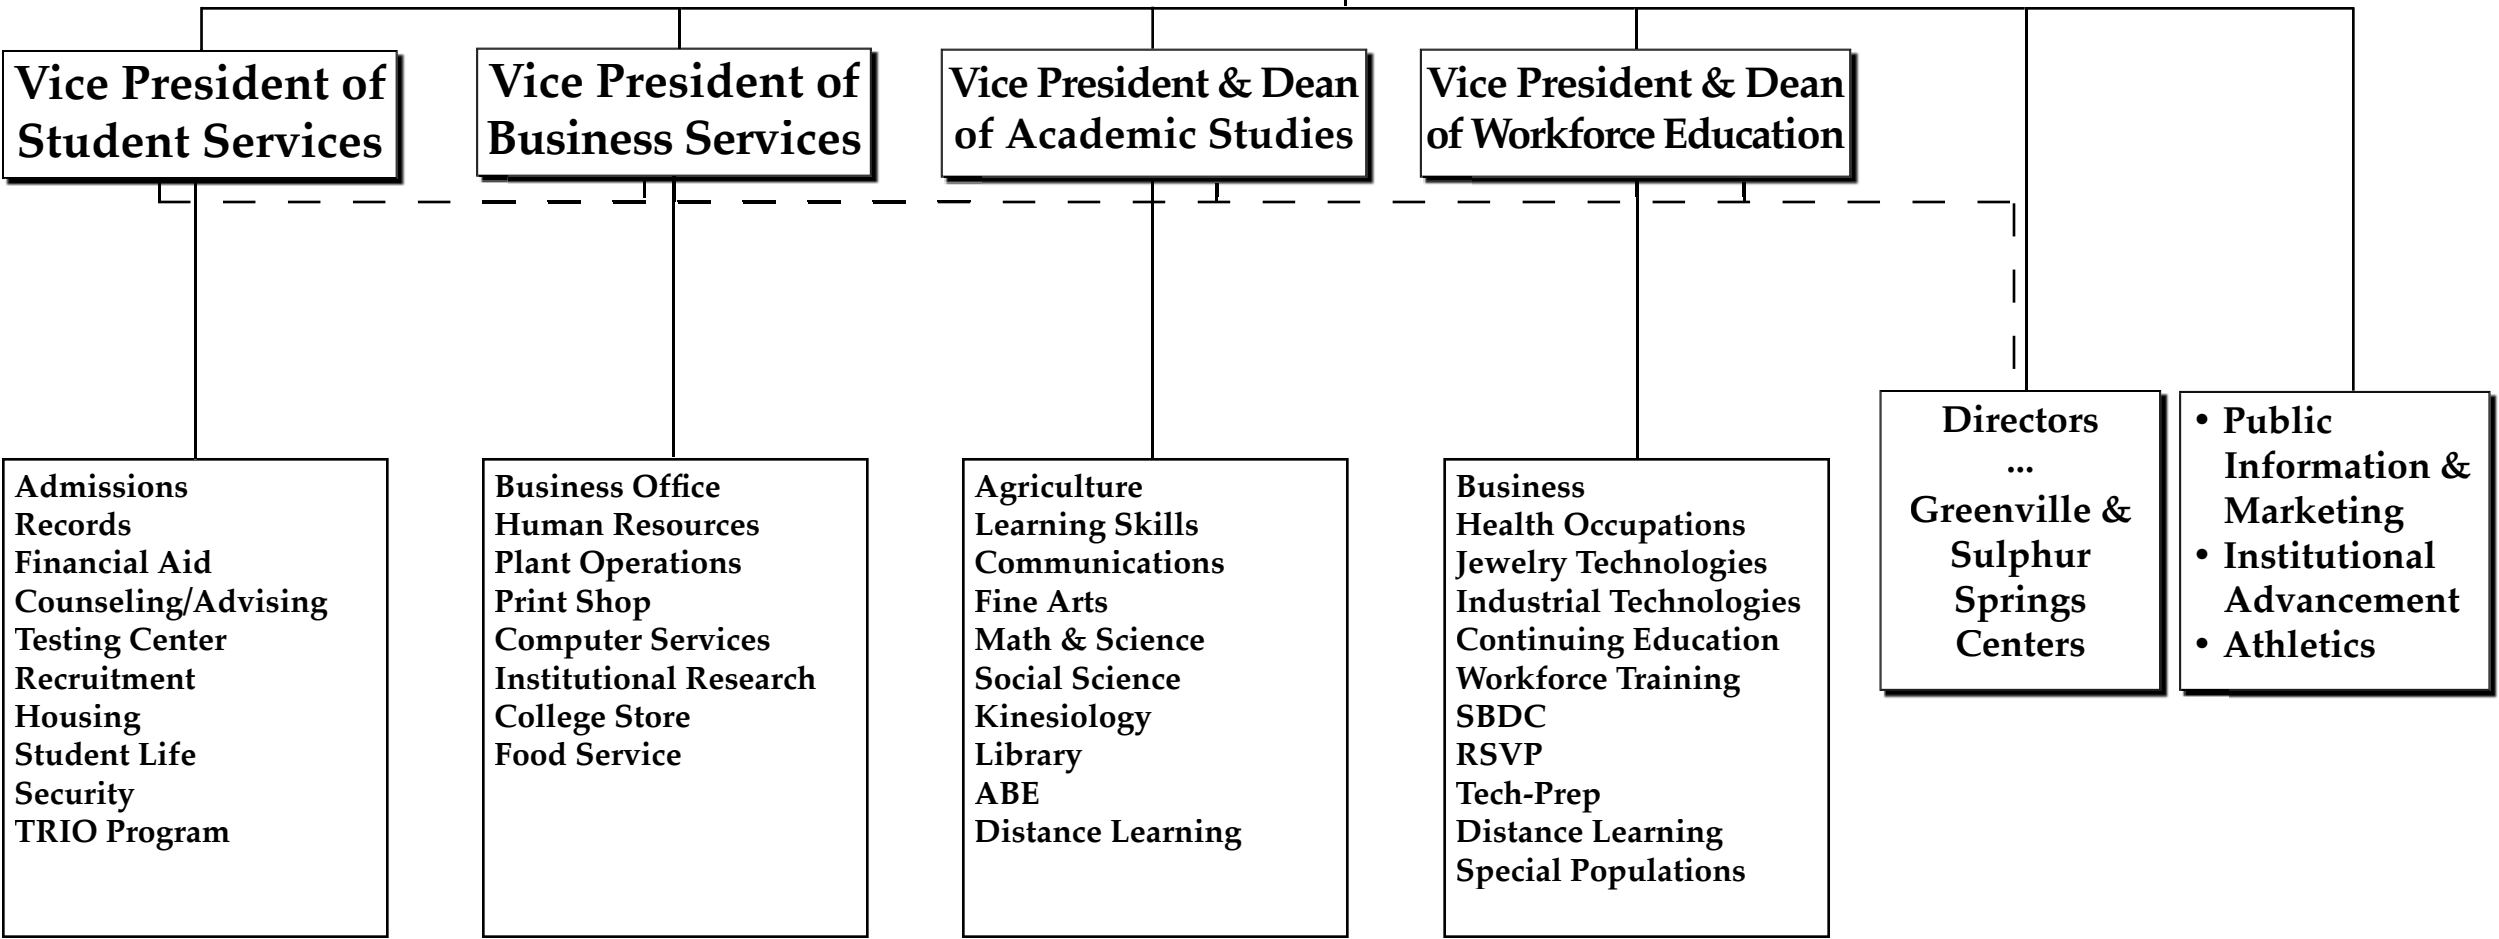 Vice President of
Student Services
Vice President of
Business Services
Vice President & Dean
of Academic Studies
Vice President & Dean
of Workforce Education
Admissions
Records
Financial Aid
Counseling/Advising
Testing Center
Recruitment
Housing
Student Life
Security
TRIO Program
Business Office
Human Resources
Plant Operations
Print Shop
Computer Services
Institutional Research
College Store
Food Service
Agriculture
Learning Skills
Communications
Fine Arts
Math & Science
Social Science
Kinesiology
Library
ABE
Distance Learning
Business
Health Occupations
Jewelry Technologies
Industrial Technologies
Continuing Education
Workforce Training
SBDC
RSVP
Tech-Prep
Distance Learning
Special Populations
Directors
...
Greenville &
Sulphur
Springs
Centers
• Public
Information &
Marketing
• Institutional
Advancement
• Athletics